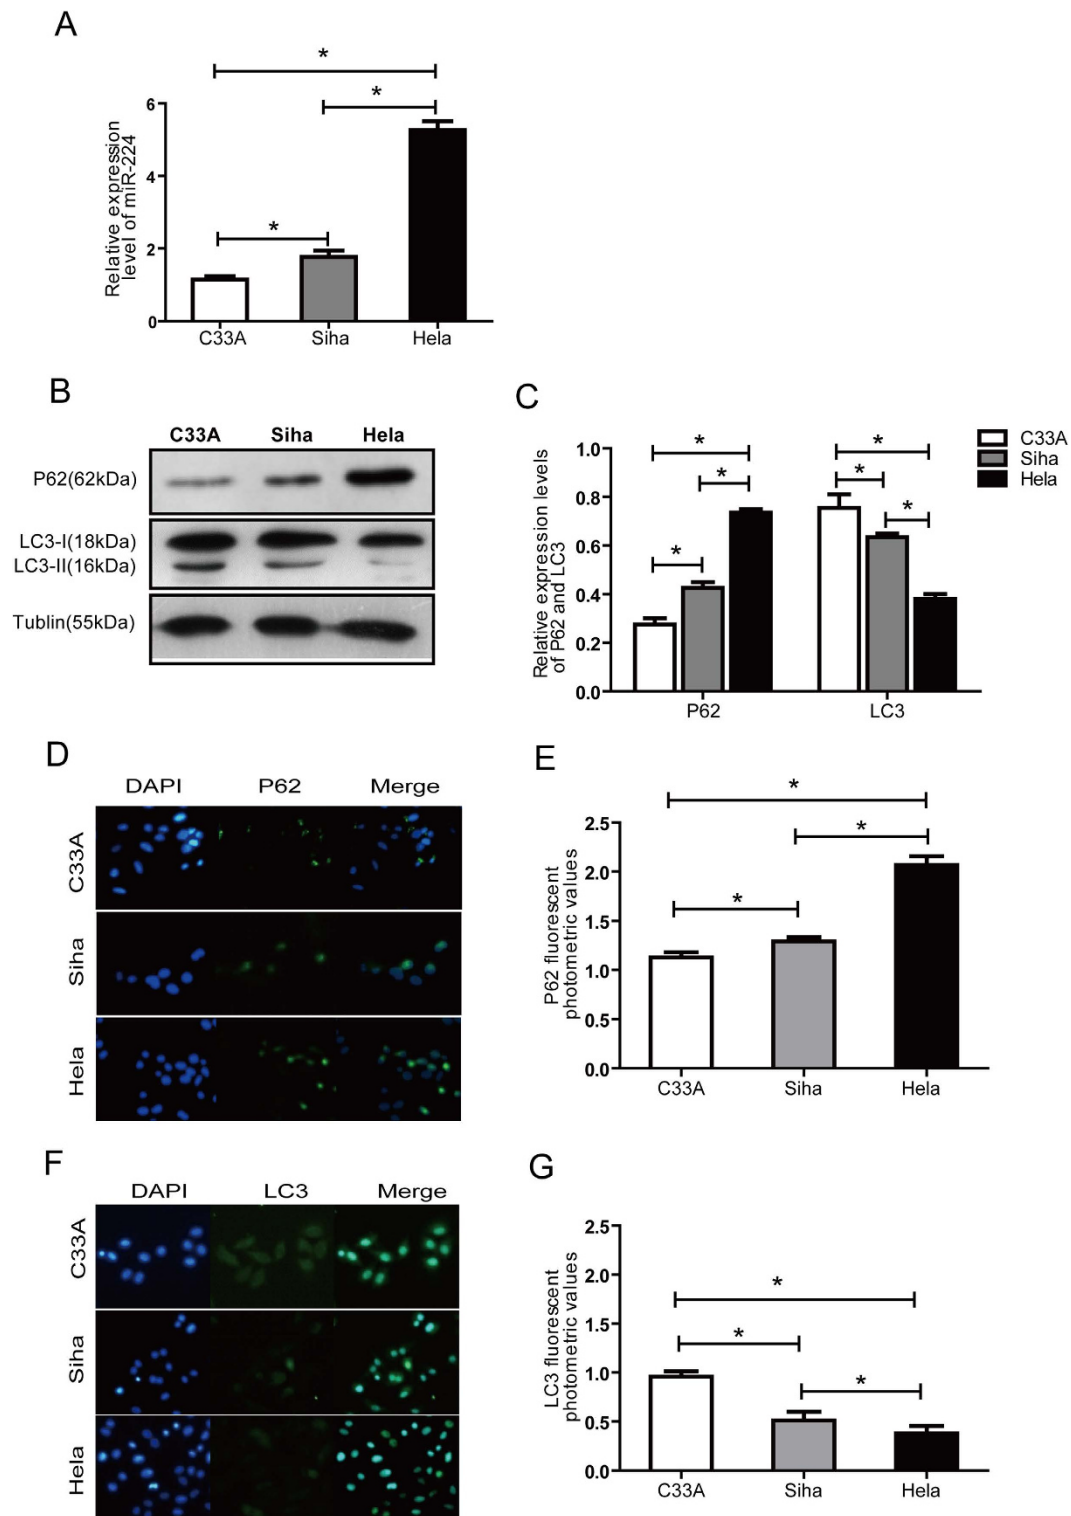 A
*
*
*
Relative expression
level of miR-224
6
4
2
0
C33A Siha Hela
B
C33A Siha Hela
P62(62kDa)
LC3-I(18kDa)
LC3-II(16kDa)
Tublin(55kDa)
C
C33A
Siha
Hela
* *
* *
*
*
Relative expression levels
of P62 and LC3
1.0
0.8
0.6
0.4
0.2
0.0
P62 LC3
D
DAPI P62 Merge
C33A
Siha
Hela
E
*
*
*
P62 fluorescent
photometric values
2.5
2.0
1.5
1.0
0.5
0.0
C33A Siha Hela
F
DAPI LC3 Merge
C33A
Siha
Hela
G
*
*
*
LC3 fluorescent
photometric values
2.5
2.0
1.5
1.0
0.5
0.0
C33A Siha Hela